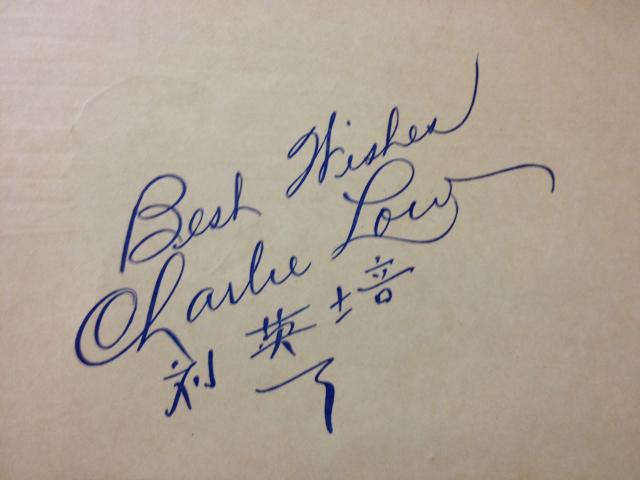 Best Wishes
Charlie Low
刘英培